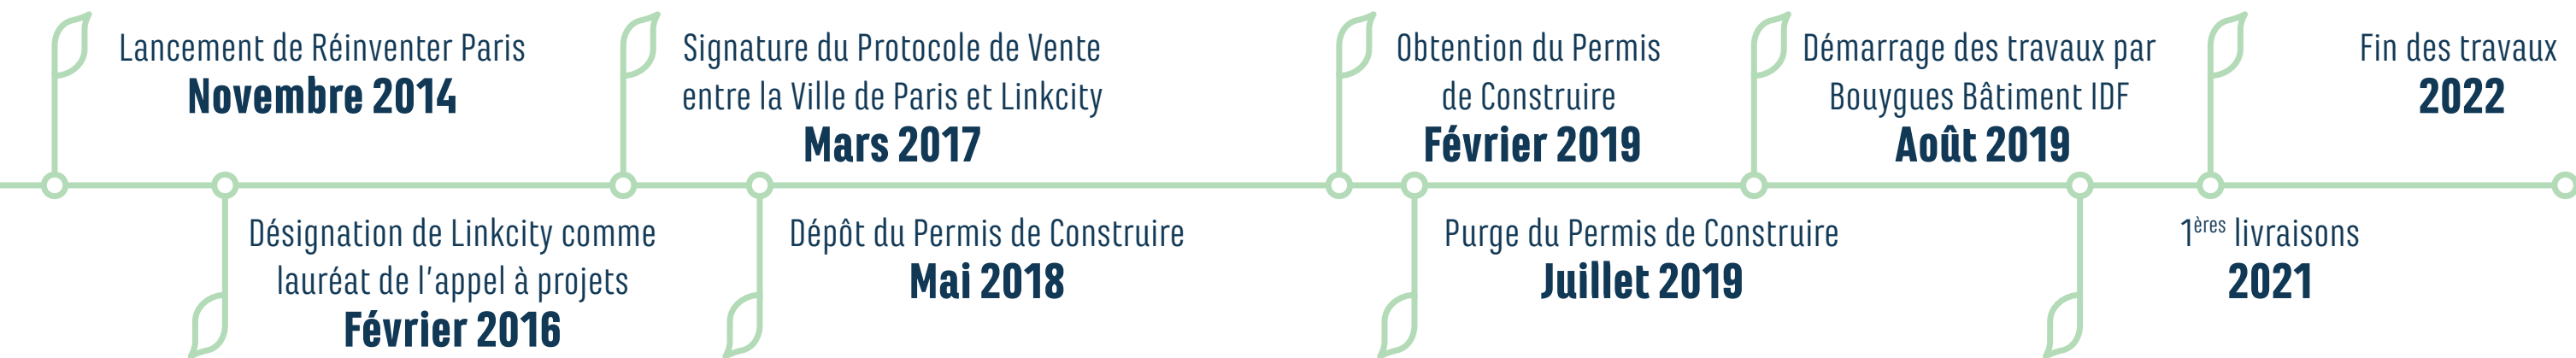 Lancement de Réinventer Paris
Novembre 2014
Désignation de Linkcity comme
lauréat de l’appel à projets
Février 2016
Signature du Protocole de Vente
entre la Ville de Paris et Linkcity
Mars 2017
Dépôt du Permis de Construire
Mai 2018
Obtention du Permis
de Construire
Février 2019
Purge du Permis de Construire
Juillet 2019
Démarrage des travaux par
Bouygues Bâtiment IDF
Août 2019
1ères livraisons
2021
Fin des travaux
2022